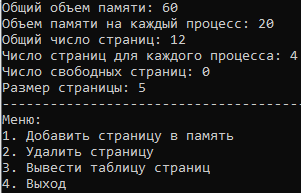 Общий объем памяти: 60
Объем памяти на каждый процесс: 20
Общий число страниц: 12
Число страниц для каждого процесса: 4
Число свободных страниц: 0
Размер страницы: 5
----------------------------------------
Меню:
1. Добавить страницу в память
2. Удалить страницу
3. Вывести таблицу страниц
4. Выход